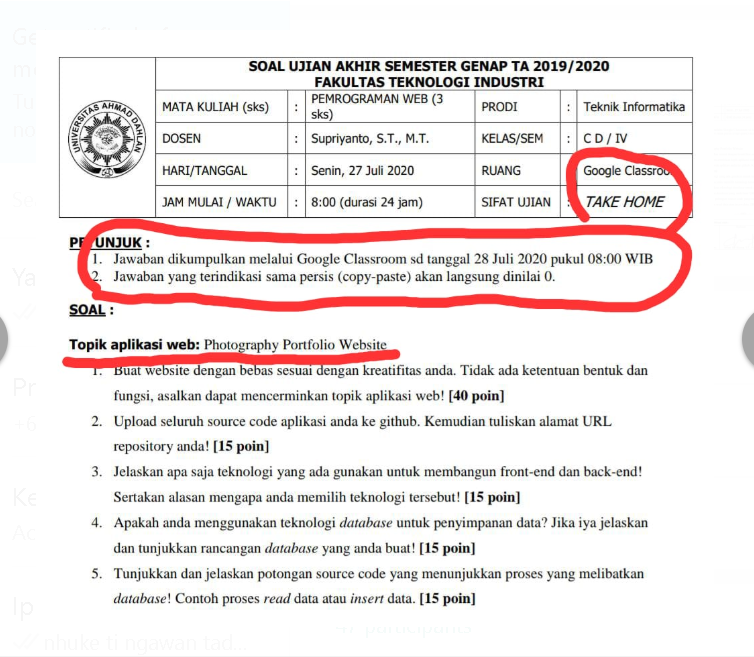 SOAL UJIAN AKHIR SEMESTER GENAP TA 2019/2020
FAKULTAS TEKNOLOGI INDUSTRI
UNIVERSITAS AHMAD DAHLAN
MATA KULIAH (sks) : PEMROGRAMAN WEB (3 sks) PRODI : Teknik Informatika
DOSEN : Supriyanto, S.T., M.T. KELAS/SEM : C D / IV
HARI/TANGGAL : Senin, 27 Juli 2020 RUANG Google Classroo
JAM MULAI / WAKTU : 8:00 (durasi 24 jam) SIFAT UJIAN : TAKE HOME
PETUNJUK :
1. Jawaban dikumpulkan melalui Google Classroom sd tanggal 28 Juli 2020 pukul 08:00 WIB
2. Jawaban yang terindikasi sama persis (copy-paste) akan langsung dinilai 0.
SOAL :
Topik aplikasi web: Photography Portfolio Website
1. Buat website dengan bebas sesuai dengan kreatifitas anda. Tidak ada ketentuan bentuk dan
fungsi, asalkan dapat mencerminkan topik aplikasi web! [40 poin]
2. Upload seluruh source code aplikasi anda ke github. Kemudian tuliskan alamat URL
repository anda! [15 poin]
3. Jelaskan apa saja teknologi yang ada gunakan untuk membangun front-end dan back-end!
Sertakan alasan mengapa anda memilih teknologi tersebut! [15 poin]
4. Apakah anda menggunakan teknologi database untuk penyimpanan data? Jika iya jelaskan
dan tunjukkan rancangan database yang anda buat! [15 poin]
5. Tunjukkan dan jelaskan potongan source code yang menunjukkan proses yang melibatkan
database! Contoh proses read data atau insert data. [15 poin]